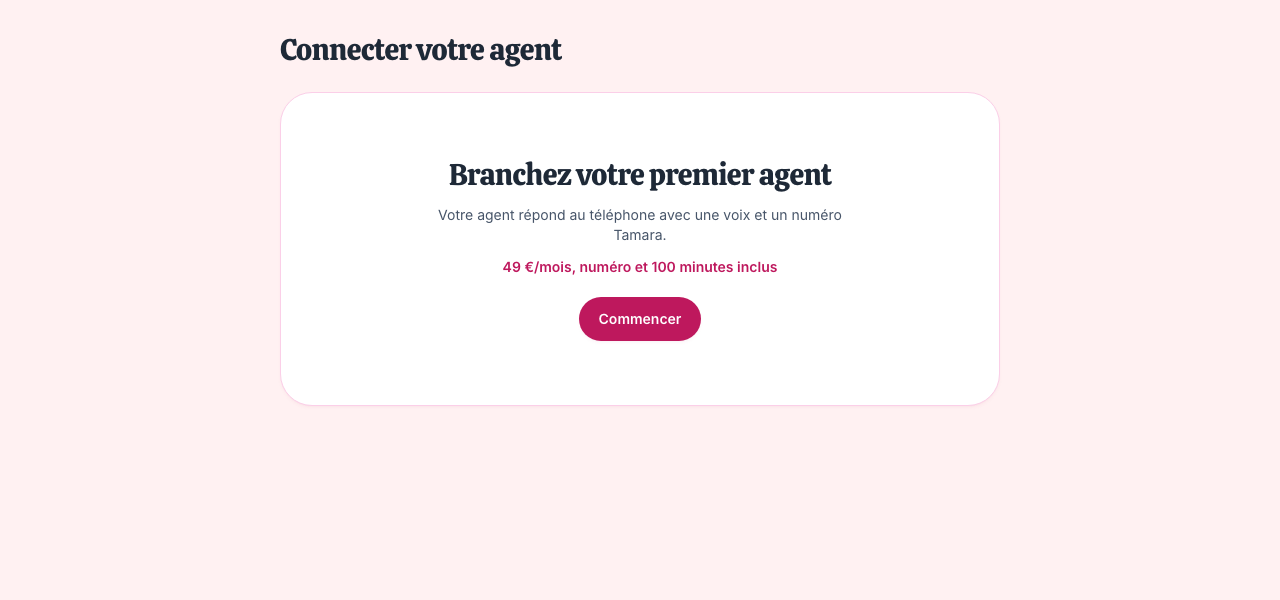 Connecter votre agent
Branchez votre premier agent
Votre agent répond au téléphone avec une voix et un numéro
Tamara.
49 €/mois, numéro et 100 minutes inclus
Commencer